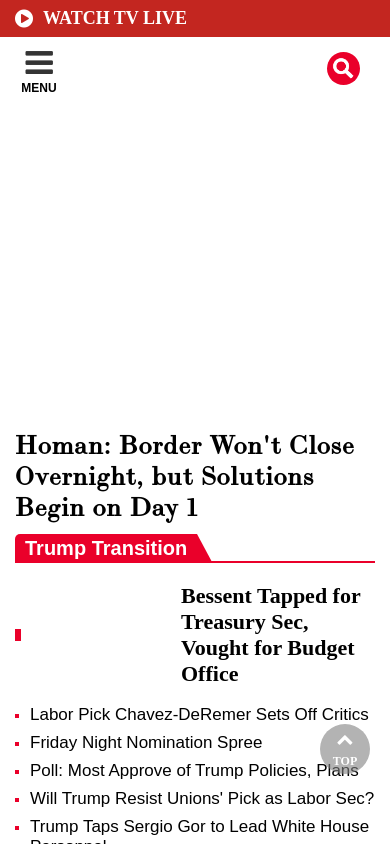 WATCH TV LIVE
MENU
Homan: Border Won't Close
Overnight, but Solutions
Begin on Day 1
Trump Transition
Bessent Tapped for
Treasury Sec,
Vought for Budget
Office
Labor Pick Chavez-DeRemer Sets Off Critics
Friday Night Nomination Spree
Poll: Most Approve of Trump Policies, Plans
TOP
Will Trump Resist Unions' Pick as Labor Sec?
Trump Taps Sergio Gor to Lead White House
Personnel